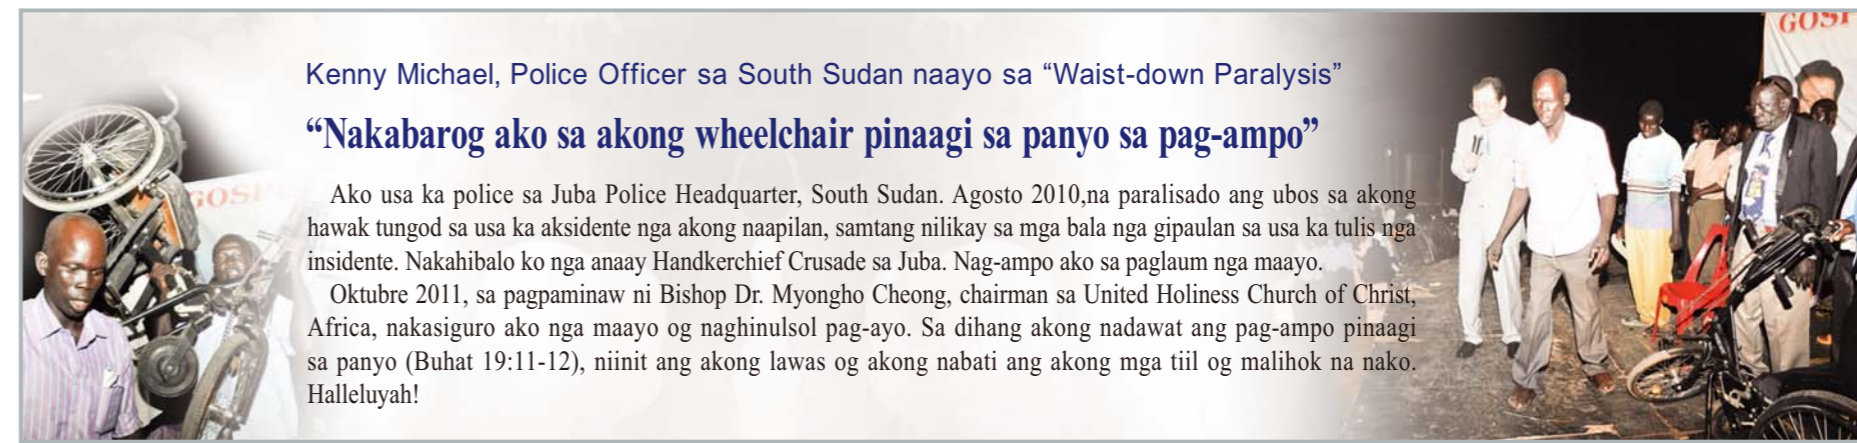 Kenny Michael, Police Officer sa South Sudan naayo sa “Waist-down Paralysis”
“Nakabarog ako sa akong wheelchair pinaagi sa panyo sa pag-ampo”
Ako usa ka police sa Juba Police Headquarter, South Sudan. Agosto 2010,na paralisado ang ubos sa akong
hawak tungod sa usa ka aksidente nga akong naapilan, samtang nilikay sa mga bala nga gipaulan sa usa ka tulis nga
insidente. Nakahibalo ko nga anaay Handkerchief Crusade sa Juba. Nag-ampo ako sa paglaum nga maayo.
Oktubre 2011, sa pagpaminaw ni Bishop Dr. Myongho Cheong, chairman sa United Holiness Church of Christ,
Africa, nakasiguro ako nga maayo og naghinulsol pag-ayo. Sa dihang akong nadawat ang pag-ampo pinaagi
sa panyo (Buhat 19:11-12), niinit ang akong lawas og akong nabati ang akong mga tiil og malihok na nako.
Halleluyah!